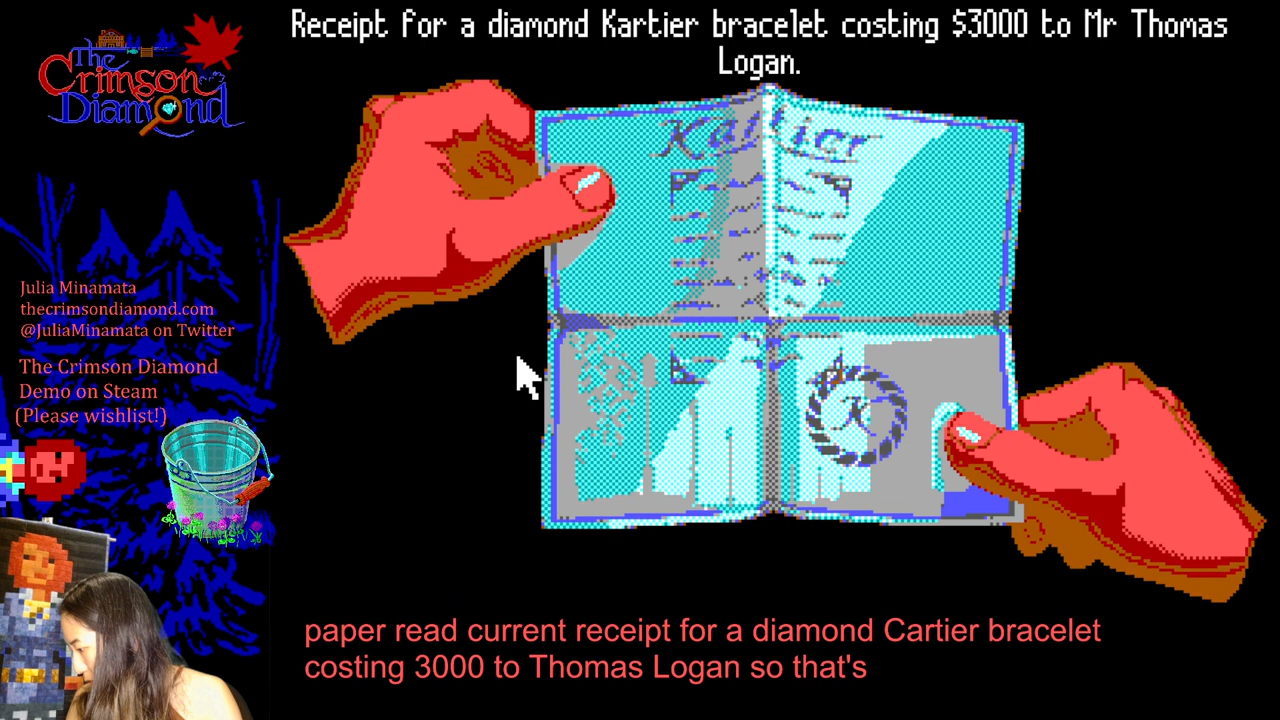 Receipt for a diamond Kartier bracelet costing $3000 to Mr Thomas
Logan.
The
Crimson
Diamond
Kartier
K
Julia Minamata
thecrimsondiamond.com
@JuliaMinamata on Twitter
The Crimson Diamond
Demo on Steam
(Please wishlist!)
paper read current receipt for a diamond Cartier bracelet
costing 3000 to Thomas Logan so that's